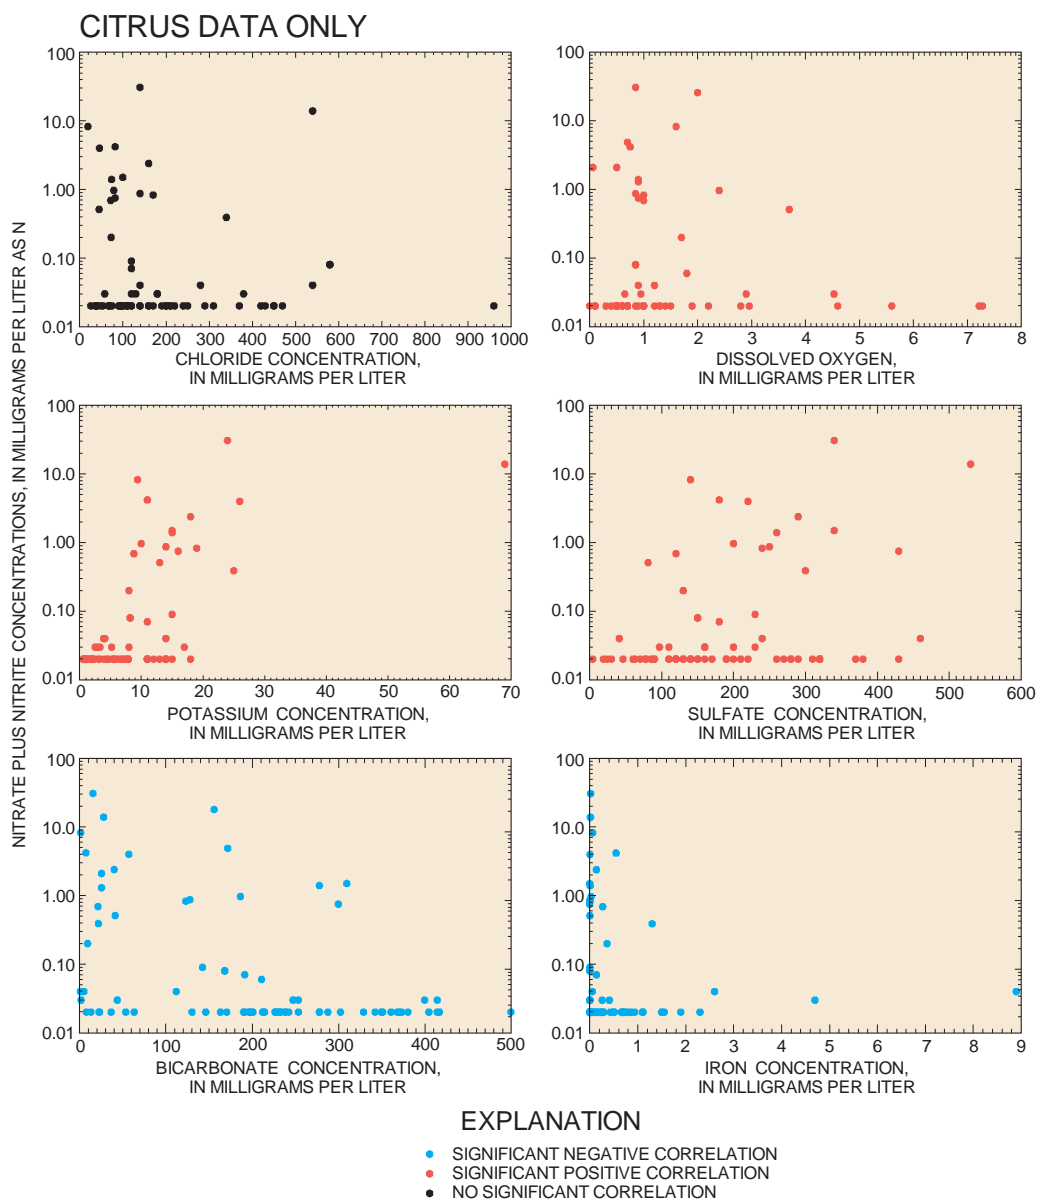 CITRUS DATA ONLY
NITRATE PLUS NITRITE CONCENTRATIONS, IN MILLIGRAMS PER LITER AS N
100
10.0
1.00
0.10
0.01
0 100 200 300 400 500 600 700 800 900 1000
CHLORIDE CONCENTRATION,
IN MILLIGRAMS PER LITER
100
10.0
1.00
0.10
0.01
0 1 2 3 4 5 6 7 8
DISSOLVED OXYGEN,
IN MILLIGRAMS PER LITER
100
10.0
1.00
0.10
0.01
0 10 20 30 40 50 60 70
POTASSIUM CONCENTRATION,
IN MILLIGRAMS PER LITER
100
10.0
1.00
0.10
0.01
0 100 200 300 400 500 600
SULFATE CONCENTRATION,
IN MILLIGRAMS PER LITER
100
10.0
1.00
0.10
0.01
0 100 200 300 400 500
BICARBONATE CONCENTRATION,
IN MILLIGRAMS PER LITER
100
10.0
1.00
0.10
0.01
0 1 2 3 4 5 6 7 8 9
IRON CONCENTRATION,
IN MILLIGRAMS PER LITER
EXPLANATION
SIGNIFICANT NEGATIVE CORRELATION
SIGNIFICANT POSITIVE CORRELATION
NO SIGNIFICANT CORRELATION